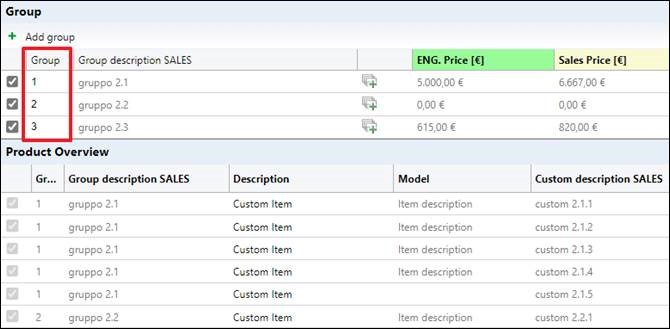 Group
Add group
Group Group description SALES ENG. Price [€] Sales Price [€]
1 gruppo 2.1 5.000,00 € 6.667,00 €
2 gruppo 2.2 0,00 € 0,00 €
3 gruppo 2.3 615,00 € 820,00 €
Product Overview
Gr... Group description SALES Description Model Custom description SALES
1 gruppo 2.1 Custom Item Item description custom 2.1.1
1 gruppo 2.1 Custom Item Item description custom 2.1.2
1 gruppo 2.1 Custom Item Item description custom 2.1.3
1 gruppo 2.1 Custom Item Item description custom 2.1.4
1 gruppo 2.1 Custom Item custom 2.1.5
2 gruppo 2.2 Custom Item Item description custom 2.2.1